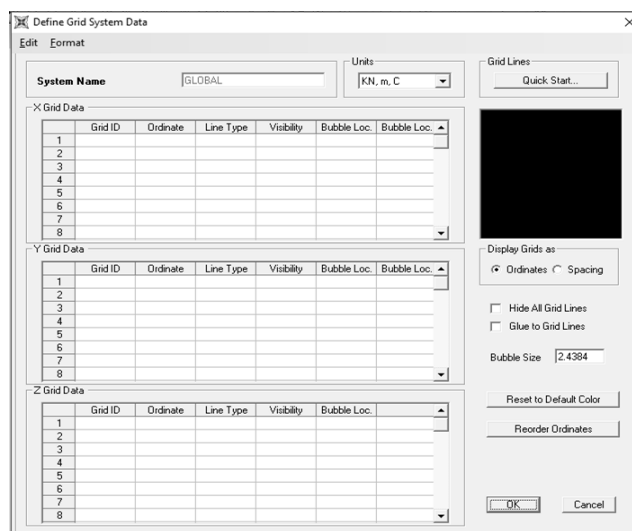 Define Grid System Data
Edit Format
System Name GLOBAL
Units
KN, m, C
Grid Lines
Quick Start...
X Grid Data
Grid ID Ordinate Line Type Visibility Bubble Loc. Bubble Loc.
1
2
3
4
5
6
7
8
Y Grid Data
Grid ID Ordinate Line Type Visibility Bubble Loc. Bubble Loc.
1
2
3
4
5
6
7
8
Z Grid Data
Grid ID Ordinate Line Type Visibility Bubble Loc.
1
2
3
4
5
6
7
8
Display Grids as
Ordinates Spacing
Hide All Grid Lines
Glue to Grid Lines
Bubble Size 2.4384
Reset to Default Color
Reorder Ordinates
OK Cancel